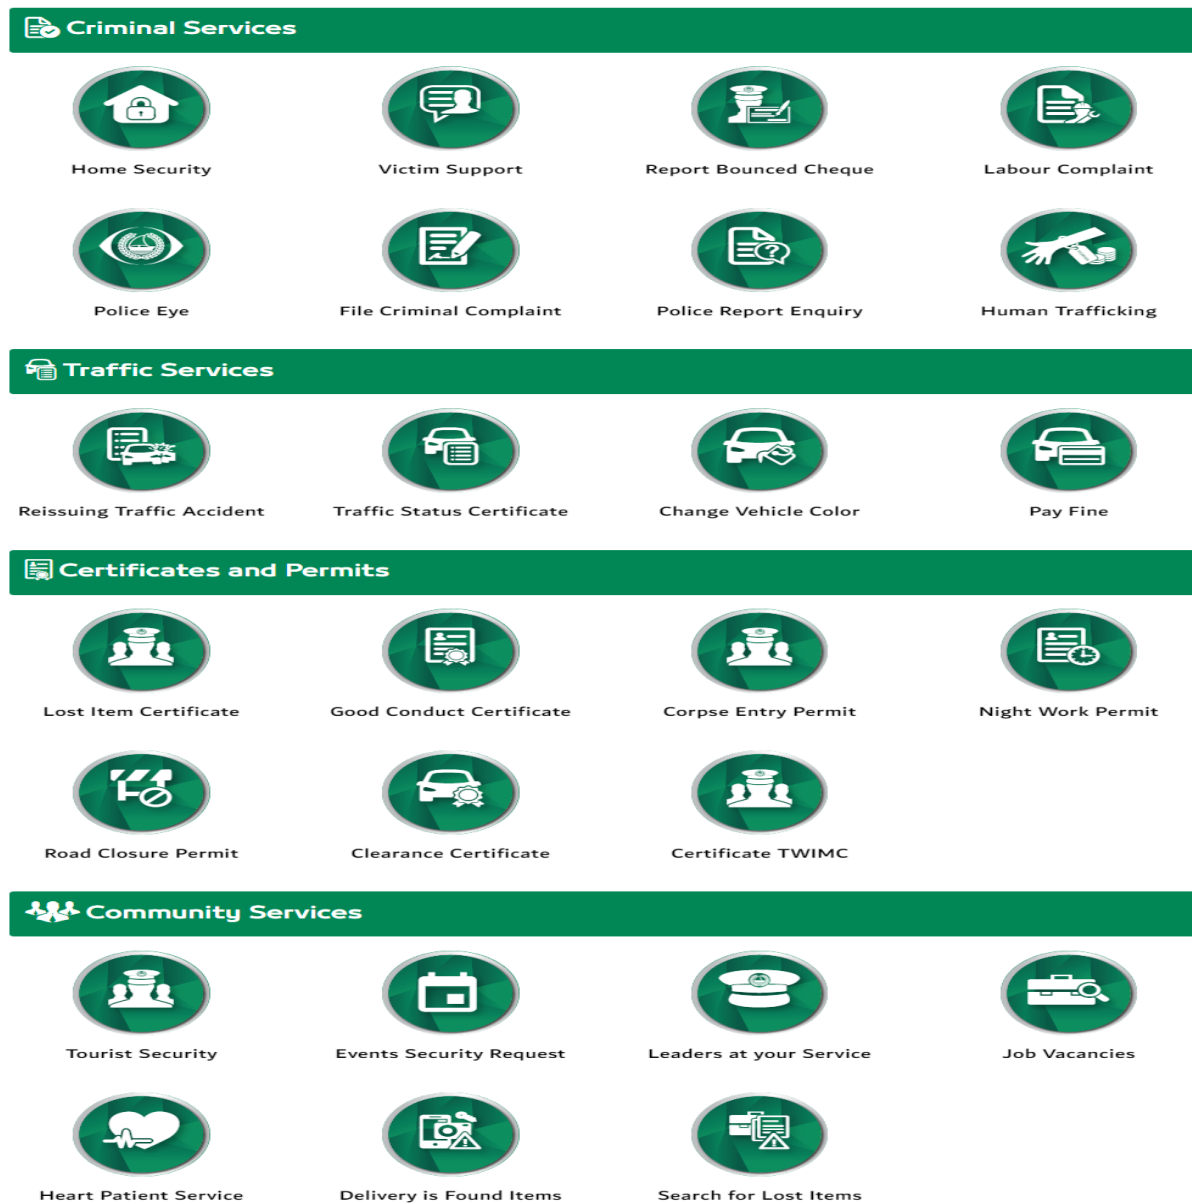 Criminal Services
Home Security Victim Support Report Bounced Cheque Labour Complaint
Police Eye File Criminal Complaint Police Report Enquiry Human Trafficking
Traffic Services
Reissuing Traffic Accident Traffic Status Certificate Change Vehicle Color Pay Fine
Certificates and Permits
Lost Item Certificate Good Conduct Certificate Corpse Entry Permit Night Work Permit
Road Closure Permit Clearance Certificate Certificate TWIMC
Community Services
Tourist Security Events Security Request Leaders at your Service Job Vacancies
Heart Patient Service Delivery is Found Items Search for Lost Items